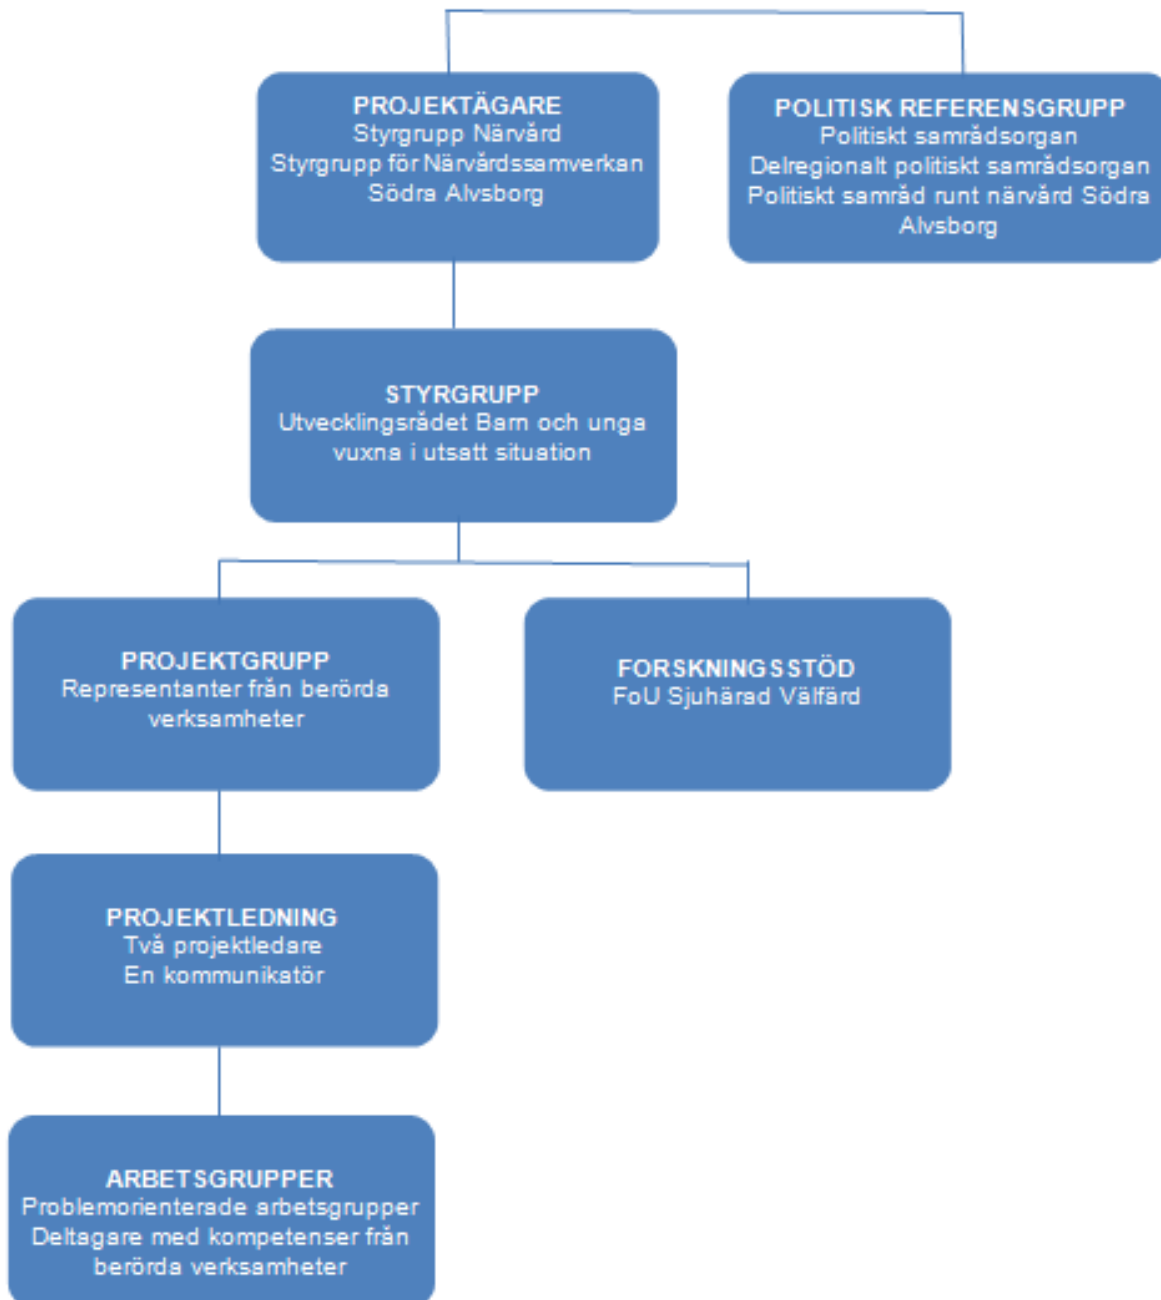 PROJEKTÄGARE
Styrgrupp Närvård
Styrgrupp för Närvårdssamverkan
Södra Alvsborg
POLITISK REFERENSGRUPP
Politiskt samrådsorgan
Delregionalt politiskt samrådsorgan
Politiskt samråd runt närvård Södra
Alvsborg
STYRGRUPP
Utvecklingsrådet Barn och unga
vuxna i utsatt situation
PROJEKTGRUPP
Representanter från berörda
verksamheter
FORSKNINGSSTÖD
FoU Sjuhärad Välfärd
PROJEKTLEDNING
Två projektledare
En kommunikatör
ARBETSGRUPPER
Problemorienterade arbetsgrupper
Deltagare med kompetenser från
berörda verksamheter